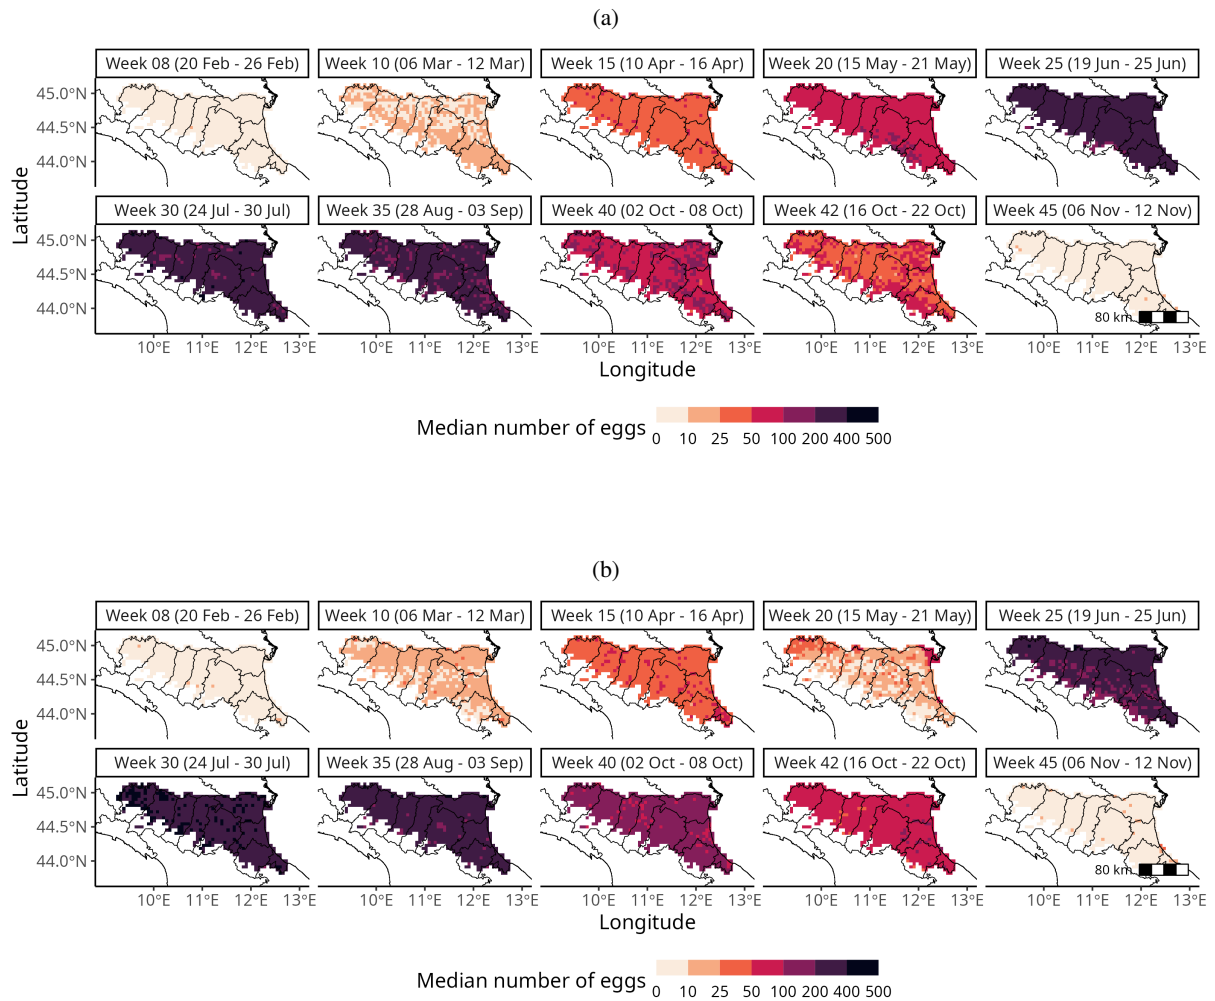 (a)
Week 08 (20 Feb - 26 Feb) Week 10 (06 Mar - 12 Mar) Week 15 (10 Apr - 16 Apr) Week 20 (15 May - 21 May) Week 25 (19 Jun - 25 Jun)
45.0°N
44.5°N
44.0°N
Latitude
Week 30 (24 Jul - 30 Jul) Week 35 (28 Aug - 03 Sep) Week 40 (02 Oct - 08 Oct) Week 42 (16 Oct - 22 Oct) Week 45 (06 Nov - 12 Nov)
45.0°N
44.5°N
44.0°N
80 km
10°E 11°E 12°E 13°E 10°E 11°E 12°E 13°E 10°E 11°E 12°E 13°E 10°E 11°E 12°E 13°E 10°E 11°E 12°E 13°E
Longitude
Median number of eggs
0 10 25 50 100 200 400 500
(b)
Week 08 (20 Feb - 26 Feb) Week 10 (06 Mar - 12 Mar) Week 15 (10 Apr - 16 Apr) Week 20 (15 May - 21 May) Week 25 (19 Jun - 25 Jun)
45.0°N
44.5°N
44.0°N
Latitude
Week 30 (24 Jul - 30 Jul) Week 35 (28 Aug - 03 Sep) Week 40 (02 Oct - 08 Oct) Week 42 (16 Oct - 22 Oct) Week 45 (06 Nov - 12 Nov)
45.0°N
44.5°N
44.0°N
80 km
10°E 11°E 12°E 13°E 10°E 11°E 12°E 13°E 10°E 11°E 12°E 13°E 10°E 11°E 12°E 13°E 10°E 11°E 12°E 13°E
Longitude
Median number of eggs
0 10 25 50 100 200 400 500